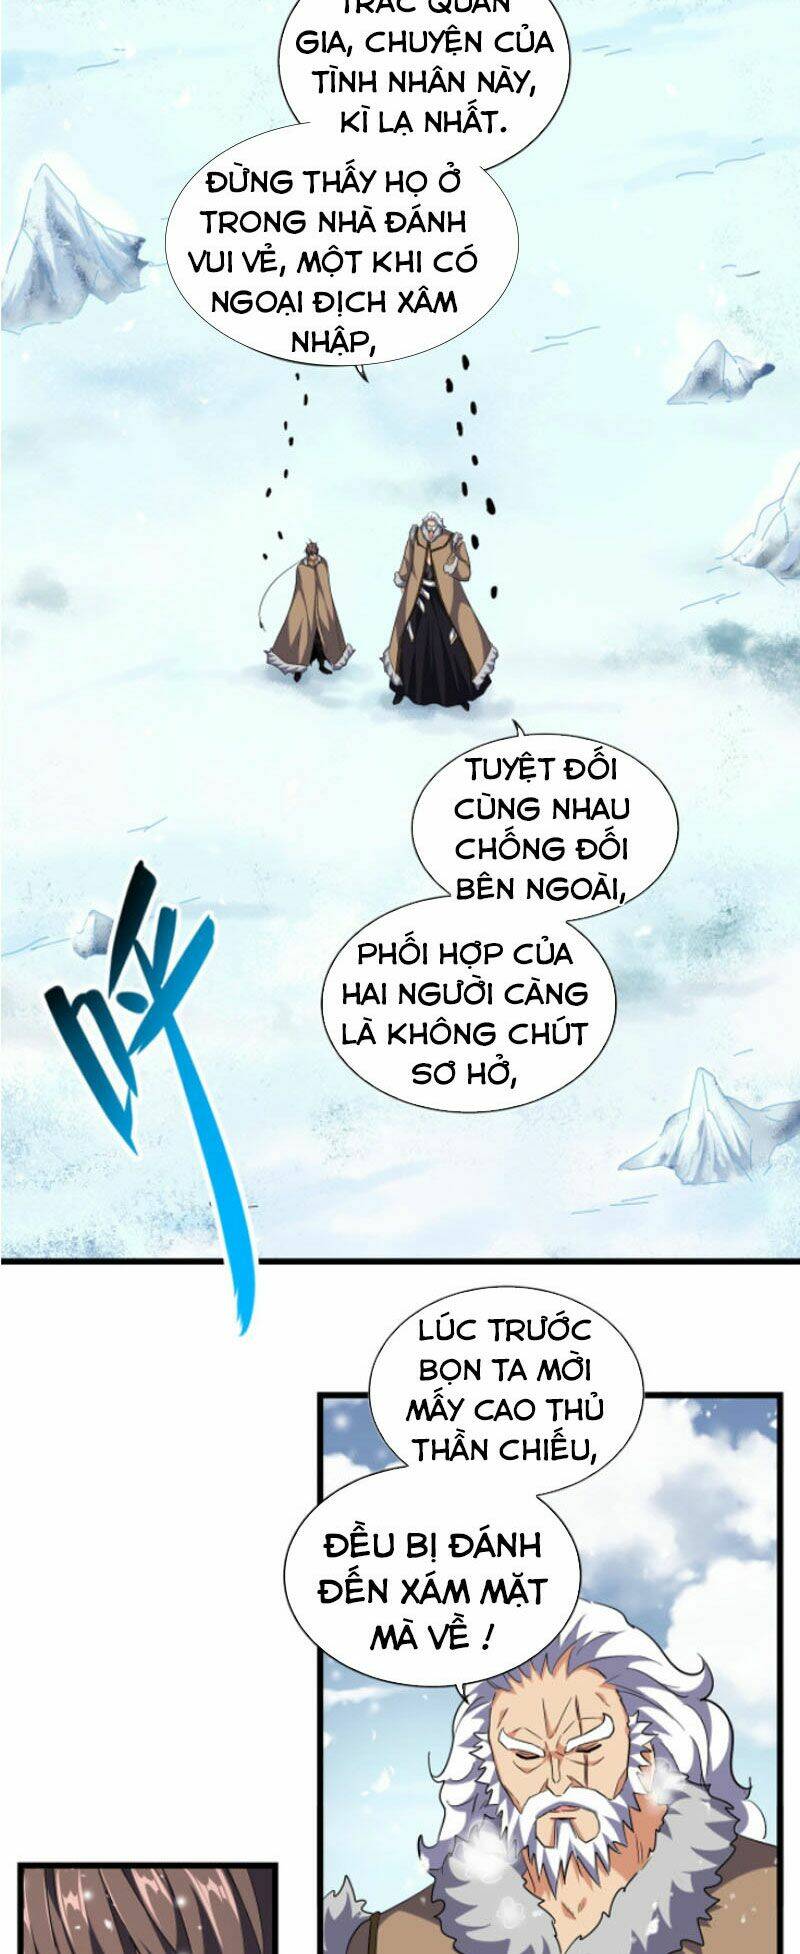 TRÁC QUẢN
GIA, CHUYỆN CỦA
TÌNH NHÂN NÀY,
KÌ LẠ NHẤT.
ĐỪNG THẤY HỌ Ở
TRONG NHÀ ĐÁNH
VUI VẺ, MỘT KHI CÓ
NGOẠI ĐỊCH XÂM
NHẬP,
TUYỆT ĐỐI
CÙNG NHAU
CHỐNG ĐỐI
BÊN NGOÀI,
PHỐI HỢP CỦA
HAI NGƯỜI CÀNG
LÀ KHÔNG CHÚT
SƠ HỞ,
呼
LÚC TRƯỚC
BỌN TA MỜI
MẤY CAO THỦ
THẦN CHIẾU,
ĐỀU BỊ ĐÁNH
ĐẾN XÁM MẶT
MÀ VỀ !